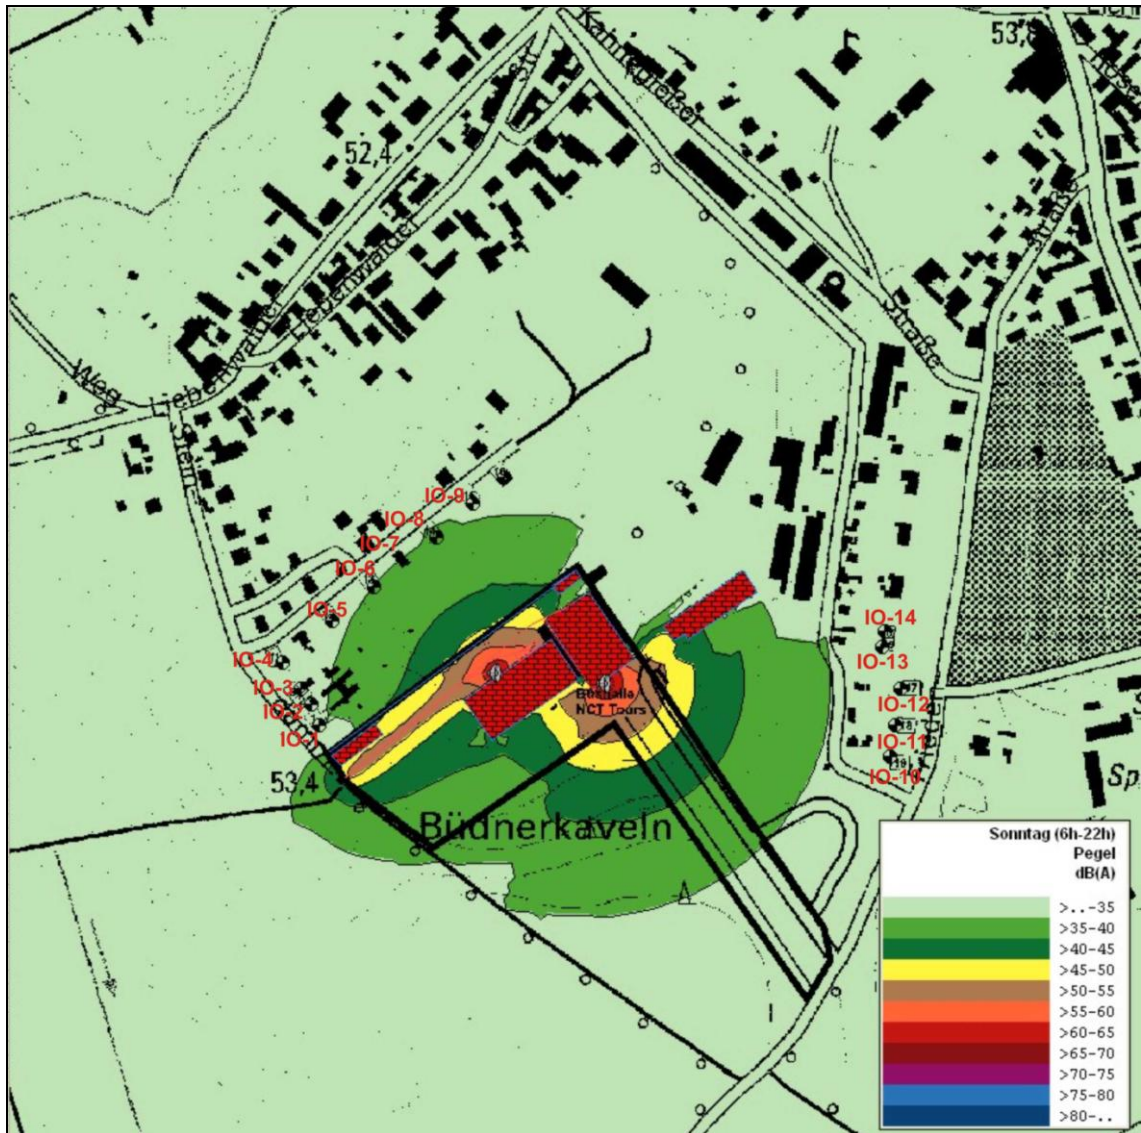 53,8
Str.
52,4
Liebenwalder
Liebenwalder
Straße
Straße
Weg
IO-9
IO-8
IO-7
IO-6
IO-5
IO-4
IO-3
IO-2
IO-1
IO-14
IO-13
IO-12
IO-11
IO-10
NCT Tours
53,4
Büdnerkaveln
Sp
Sonntag (6h-22h)
Pegel
dB(A)
>..-35
>35-40
>40-45
>45-50
>50-55
>55-60
>60-65
>65-70
>70-75
>75-80
>80-..